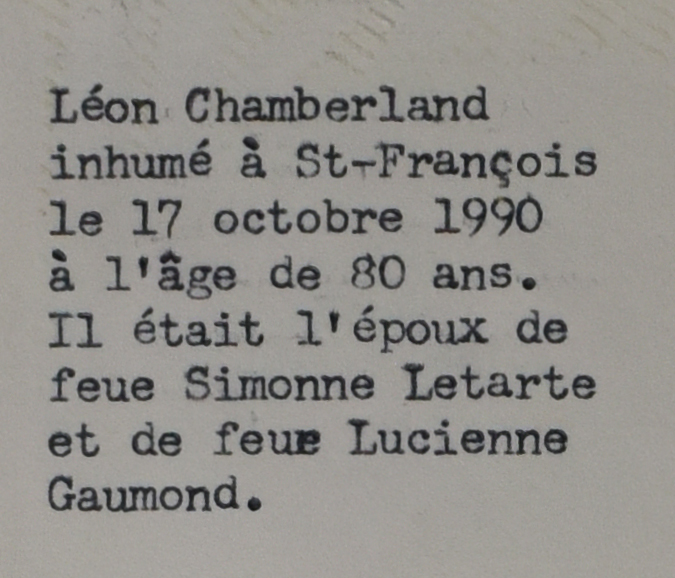 Léon Chamberland
inhumé à St-François
le 17 octobre 1990
à l'âge de 80 ans.
Il était l'époux de
feue Simonne Letarte
et de feue Lucienne
Gaumond.